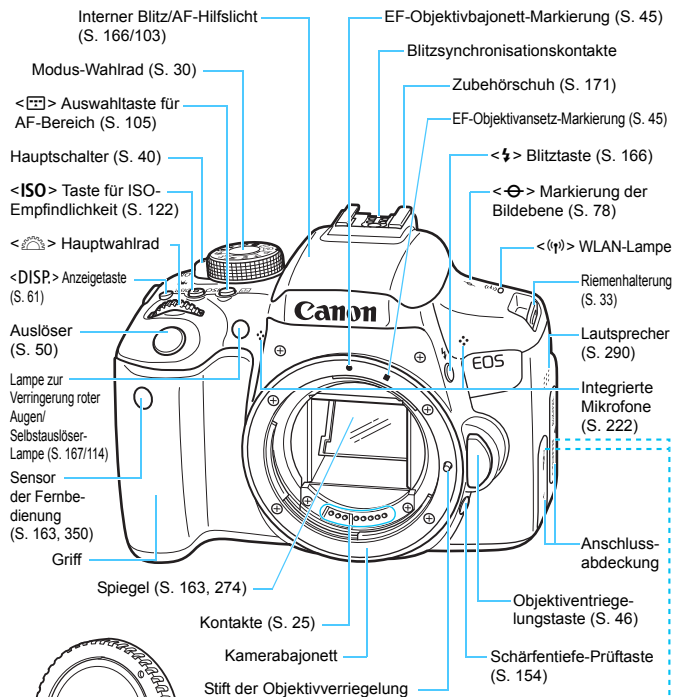 Interner Blitz/AF-Hilfslicht
(S. 166/103)
Modus-Wahlrad (S. 30)
< > Auswahltaste für
AF-Bereich (S. 105)
Hauptschalter (S. 40)
<ISO> Taste für ISO-
Empfindlichkeit (S. 122)
< > Hauptwahlrad
<DISP.> Anzeigetaste
(S. 61)
Auslöser
(S. 50)
Lampe zur
Verringerung roter
Augen/
Selbstauslöser-
Lampe (S. 167/114)
Sensor
der Fernbe-
dienung
(S. 163, 350)
Griff
Spiegel (S. 163, 274)
Kontakte (S. 25)
Kamerabajonett
Stift der Objektivverriegelung
EF-Objektivbajonett-Markierung (S. 45)
Blitzsynchronisationskontakte
Zubehörschuh (S. 171)
EF-Objektivansetz-Markierung (S. 45)
< > Blitztaste (S. 166)
< > Markierung der
Bildebene (S. 78)
< > WLAN-Lampe
Riemenhalterung
(S. 33)
Lautsprecher
(S. 290)
Integrierte
Mikrofone
(S. 222)
Anschluss-
abdeckung
Objektiventriege-
lungstaste (S. 46)
Schärfentiefe-Prüftaste
(S. 154)
Canon
EOS